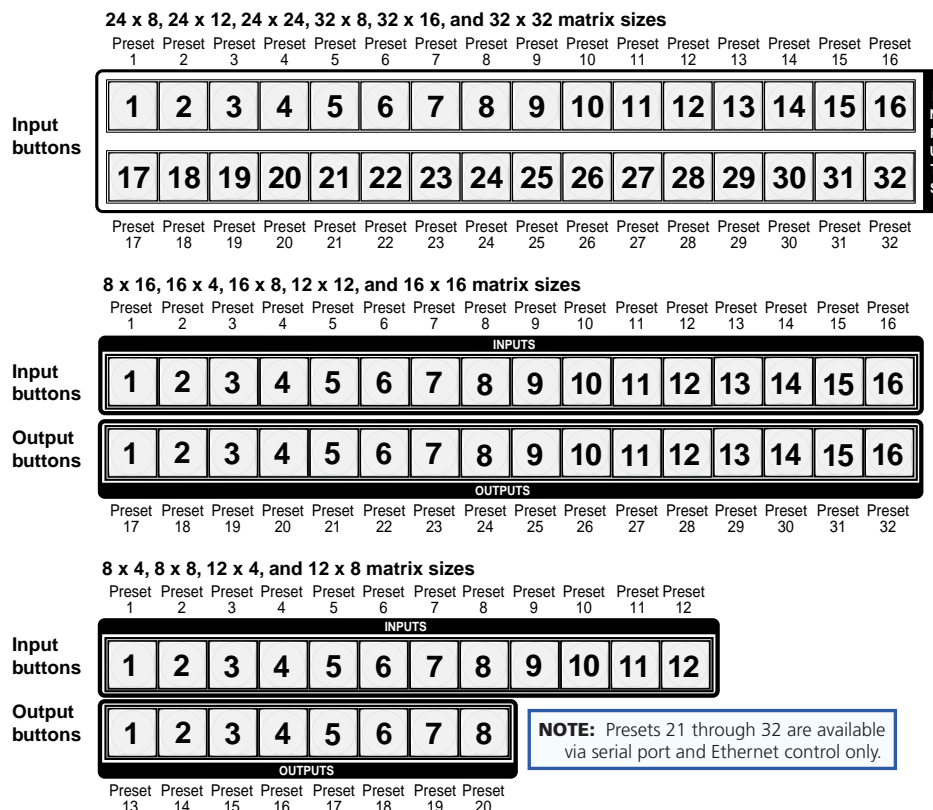 24 x 8, 24 x 12, 24 x 24, 32 x 8, 32 x 16, and 32 x 32 matrix sizes
Preset Preset Preset Preset Preset Preset Preset Preset Preset Preset Preset Preset Preset Preset Preset Preset
1 2 3 4 5 6 7 8 9 10 11 12 13 14 15 16
Input
buttons
1 2 3 4 5 6 7 8 9 10 11 12 13 14 15 16
17 18 19 20 21 22 23 24 25 26 27 28 29 30 31 32
Preset Preset Preset Preset Preset Preset Preset Preset Preset Preset Preset Preset Preset Preset Preset Preset
17 18 19 20 21 22 23 24 25 26 27 28 29 30 31 32
8 x 16, 16 x 4, 16 x 8, 12 x 12, and 16 x 16 matrix sizes
Preset Preset Preset Preset Preset Preset Preset Preset Preset Preset Preset Preset Preset Preset Preset Preset
1 2 3 4 5 6 7 8 9 10 11 12 13 14 15 16
INPUTS
Input
buttons
1 2 3 4 5 6 7 8 9 10 11 12 13 14 15 16
Output
buttons
1 2 3 4 5 6 7 8 9 10 11 12 13 14 15 16
OUTPUTS
Preset Preset Preset Preset Preset Preset Preset Preset Preset Preset Preset Preset Preset Preset Preset Preset
17 18 19 20 21 22 23 24 25 26 27 28 29 30 31 32
8 x 4, 8 x 8, 12 x 4, and 12 x 8 matrix sizes
Preset Preset Preset Preset Preset Preset Preset Preset Preset Preset Preset Preset
1 2 3 4 5 6 7 8 9 10 11 12
INPUTS
Input
buttons
1 2 3 4 5 6 7 8 9 10 11 12
Output
buttons
1 2 3 4 5 6 7 8
OUTPUTS
Preset Preset Preset Preset Preset Preset Preset Preset
13 14 15 16 17 18 19 20
NOTE: Presets 21 through 32 are available
via serial port and Ethernet control only.